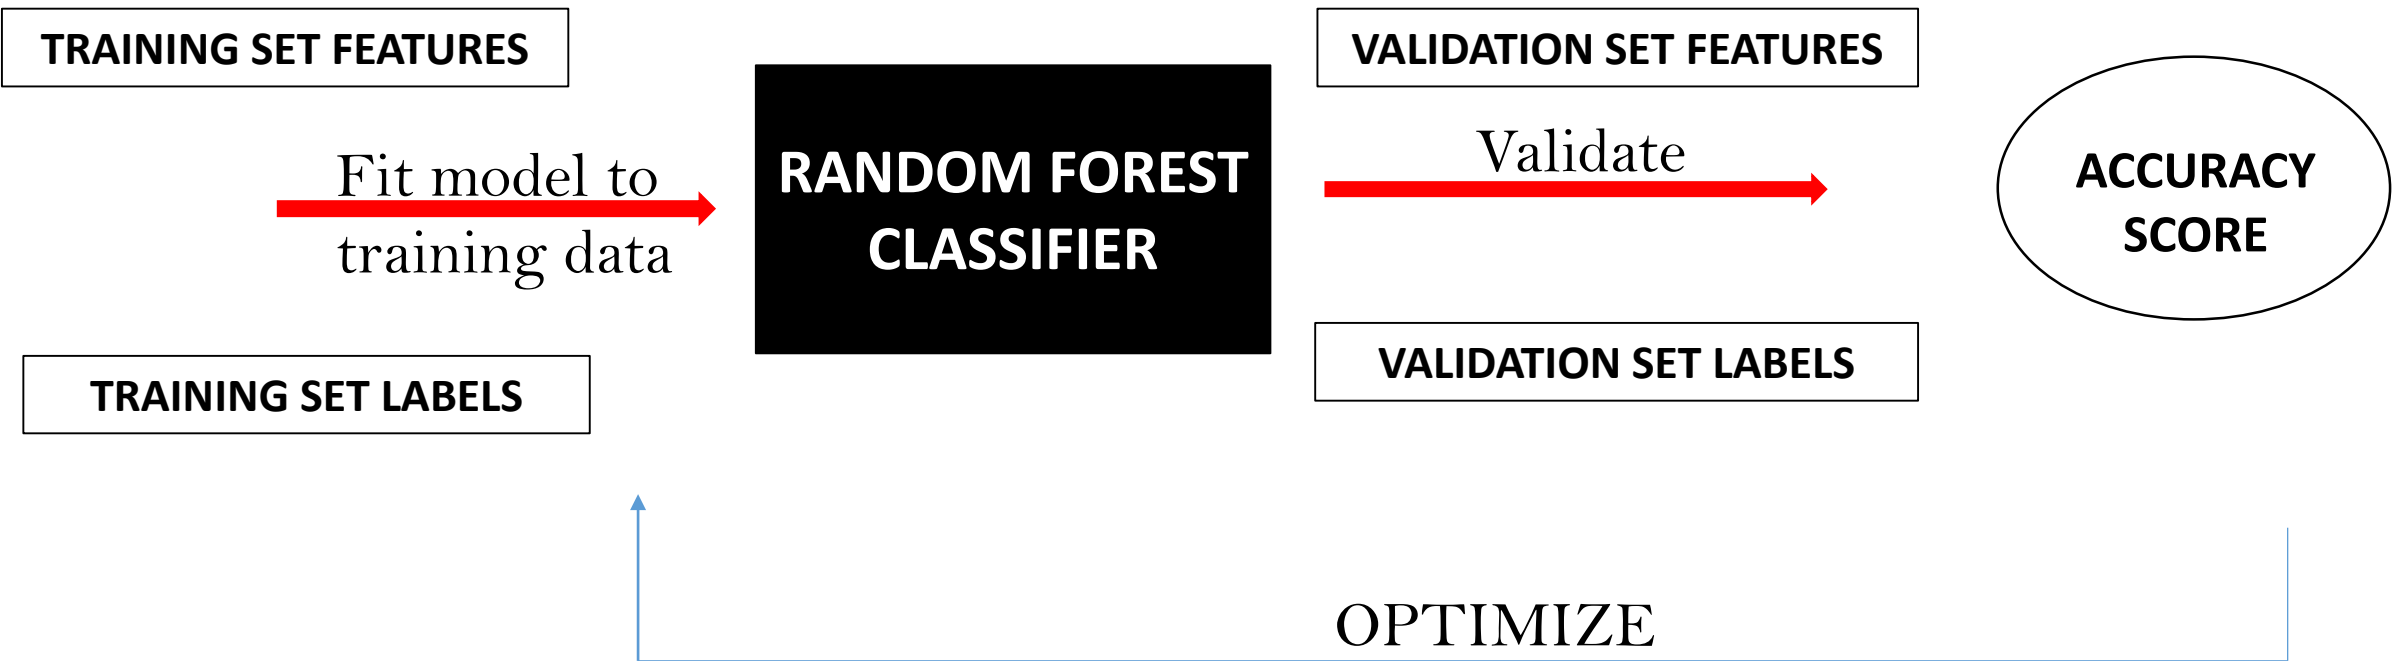 TRAINING SET FEATURES
Fit model to
training data
TRAINING SET LABELS
RANDOM FOREST
CLASSIFIER
VALIDATION SET FEATURES
Validate
VALIDATION SET LABELS
ACCURACY
SCORE
OPTIMIZE